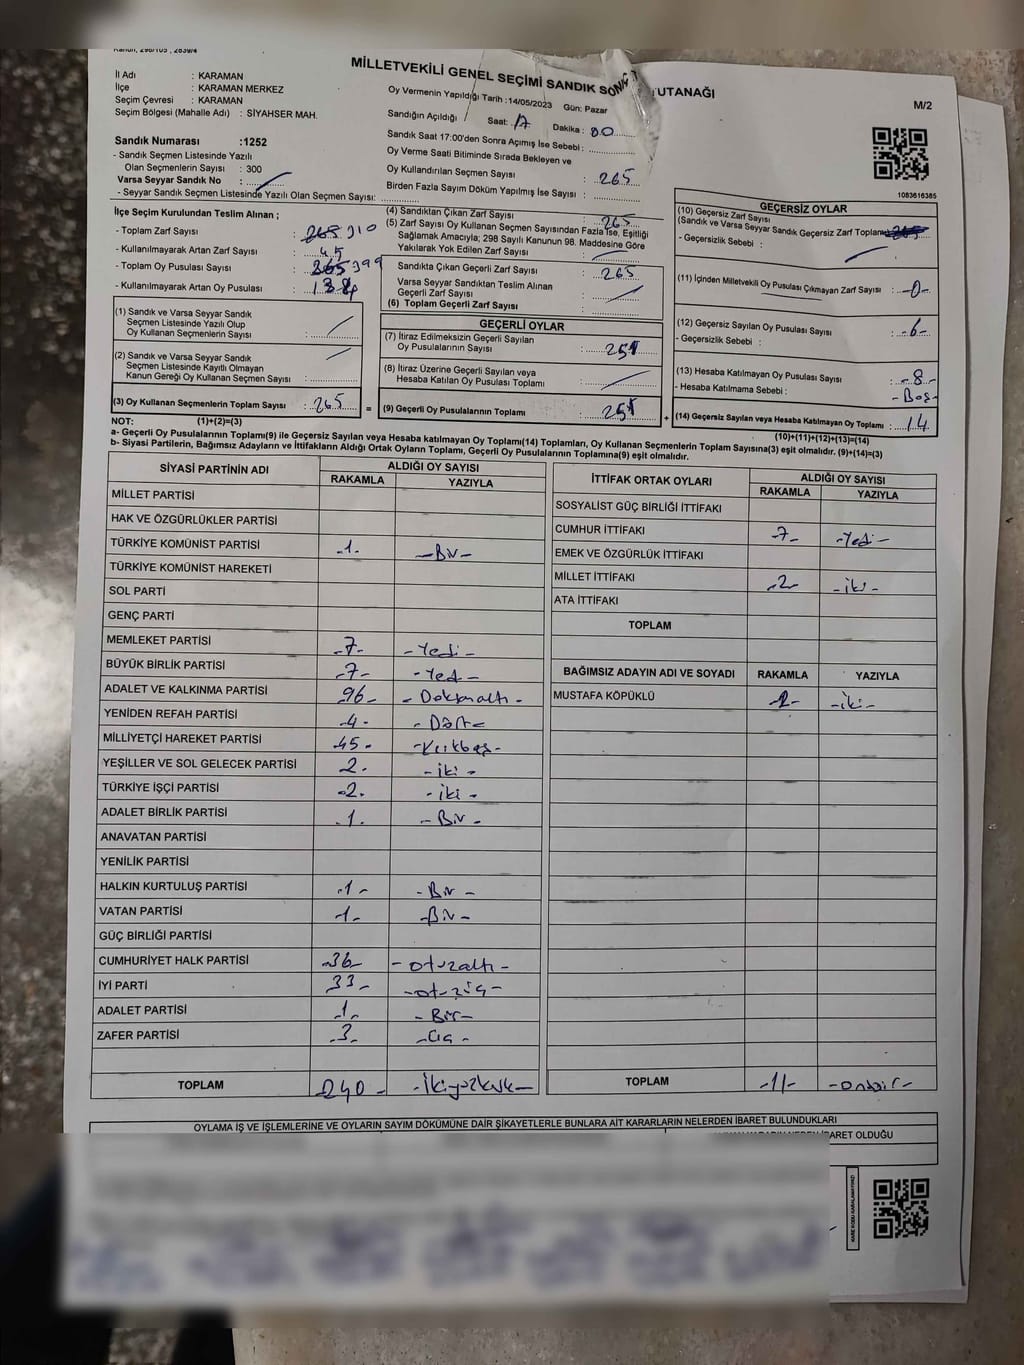 Kanun, 298/105, 2839/4
MİLLETVEKİLİ GENEL SEÇİMİ SANDIK SONU UTANAĞI
M/2
İl Adı : KARAMAN
İlçe : KARAMAN MERKEZ
Seçim Çevresi : KARAMAN
Seçim Bölgesi (Mahalle Adı) : SİYAHSER MAH.
Sandık Numarası :1252
- Sandık Seçmen Listesinde Yazılı
Olan Seçmenlerin Sayısı : 300
Varsa Seyyar Sandık No :
- Seyyar Sandık Seçmen Listesinde Yazılı Olan Seçmen Sayısı:
Oy Vermenin Yapıldığı Tarih :14/05/2023 Gün: Pazar
Sandığın Açıldığı Saat: 17 Dakika : 00
Sandık Saat 17:00'den Sonra Açımış İse Sebebi :
Oy Verme Saati Bitiminde Sırada Bekleyen ve
Oy Kullandırılan Seçmen Sayısı : 265
Birden Fazla Sayım Döküm Yapılmış İse Sayısı :
1083616385
İlçe Seçim Kurulundan Teslim Alınan ;
- Toplam Zarf Sayısı : 310
- Kullanılmayarak Artan Zarf Sayısı : 45
- Toplam Oy Pusulası Sayısı : 399
- Kullanılmayarak Artan Oy Pusulası :
(1) Sandık ve Varsa Seyyar Sandık
Seçmen Listesinde Yazılı Olup
Oy Kullanan Seçmenlerin Sayısı :
(2) Sandık ve Varsa Seyyar Sandık
Seçmen Listesinde Kayıtlı Olmayan
Kanun Gereği Oy Kullanan Seçmen Sayısı :
(3) Oy Kullanan Seçmenlerin Toplam Sayısı : 265
(4) Sandıktan Çıkan Zarf Sayısı : 265
(5) Zarf Sayısı Oy Kullanan Seçmen Sayısından Fazla İse, Eşitliği
Sağlamak Amacıyla; 298 Sayılı Kanunun 98. Maddesine Göre
Yakılarak Yok Edilen Zarf Sayısı :
Sandıkta Çıkan Geçerli Zarf Sayısı : 265
Varsa Seyyar Sandıktan Teslim Alınan
Geçerli Zarf Sayısı :
(6) Toplam Geçerli Zarf Sayısı :
GEÇERLİ OYLAR
(7) İtiraz Edilmeksizin Geçerli Sayılan
Oy Pusulalarının Sayısı : 251
(8) İtiraz Üzerine Geçerli Sayılan veya
Hesaba Katılan Oy Pusulası Toplamı :
= (9) Geçerli Oy Pusulalarının Toplamı : 251
GEÇERSİZ OYLAR
(10) Geçersiz Zarf Sayısı
(Sandık ve Varsa Seyyar Sandık Geçersiz Zarf Toplamı)
- Geçersizlik Sebebi :
(11) İçinden Milletvekili Oy Pusulası Çıkmayan Zarf Sayısı : -0-
(12) Geçersiz Sayılan Oy Pusulası Sayısı : -6-
- Geçersizlik Sebebi :
(13) Hesaba Katılmayan Oy Pusulası Sayısı : -8-
- Hesaba Katılmama Sebebi : -Boş-
+ (14) Geçersiz Sayılan veya Hesaba Katılmayan Oy Toplamı : 14
NOT: (1)+(2)=(3)
(10)+(11)+(12)+(13)=(14)
a- Geçerli Oy Pusulalarının Toplamı(9) ile Geçersiz Sayılan veya Hesaba katılmayan Oy Toplamı(14) Toplamları, Oy Kullanan Seçmenlerin Toplam Sayısına(3) eşit olmalıdır. (9)+(14)=(3)
b- Siyasi Partilerin, Bağımsız Adayların ve İttifakların Aldığı Ortak Oyların Toplamı, Geçerli Oy Pusulalarının Toplamına(9) eşit olmalıdır.
SİYASİ PARTİNİN ADI ALDIĞI OY SAYISI
RAKAMLA YAZIYLA
MİLLET PARTİSİ
HAK VE ÖZGÜRLÜKLER PARTİSİ
TÜRKİYE KOMÜNİST PARTİSİ -1- -Bir-
TÜRKİYE KOMÜNİST HAREKETİ
SOL PARTİ
GENÇ PARTİ
MEMLEKET PARTİSİ -7- -Yedi-
BÜYÜK BİRLİK PARTİSİ -7- -Yedi-
ADALET VE KALKINMA PARTİSİ 96- -Doksanaltı-
YENİDEN REFAH PARTİSİ -4- -Dört-
MİLLİYETÇİ HAREKET PARTİSİ -45- -Kırkbeş-
YEŞİLLER VE SOL GELECEK PARTİSİ 2- -iki-
TÜRKİYE İŞÇİ PARTİSİ -2- -iki-
ADALET BİRLİK PARTİSİ -1- -Bir-
ANAVATAN PARTİSİ
YENİLİK PARTİSİ
HALKIN KURTULUŞ PARTİSİ -1- -Bir-
VATAN PARTİSİ -1- -Bir-
GÜÇ BİRLİĞİ PARTİSİ
CUMHURİYET HALK PARTİSİ -36- -otuzaltı-
İYİ PARTİ 33- -otuzüç-
ADALET PARTİSİ -1- -Bir-
ZAFER PARTİSİ -3- -Üç-
TOPLAM 240- -İkiyüzkırk-
İTTİFAK ORTAK OYLARI ALDIĞI OY SAYISI
RAKAMLA YAZIYLA
SOSYALİST GÜÇ BİRLİĞİ İTTİFAKI
CUMHUR İTTİFAKI -7- -Yedi-
EMEK VE ÖZGÜRLÜK İTTİFAKI
MİLLET İTTİFAKI -2- -iki-
ATA İTTİFAKI
TOPLAM
BAĞIMSIZ ADAYIN ADI VE SOYADI RAKAMLA YAZIYLA
MUSTAFA KÖPÜKLÜ -2- -iki-
TOPLAM -11- -onbir-
OYLAMA İŞ VE İŞLEMLERİNE VE OYLARIN SAYIM DÖKÜMÜNE DAİR ŞİKAYETLERLE BUNLARA AİT KARARLARIN NELERDEN İBARET BULUNDUKLARI
KARARIN NEDEN İBARET OLDUĞU
KARE KODU KARALAMAYINIZ!